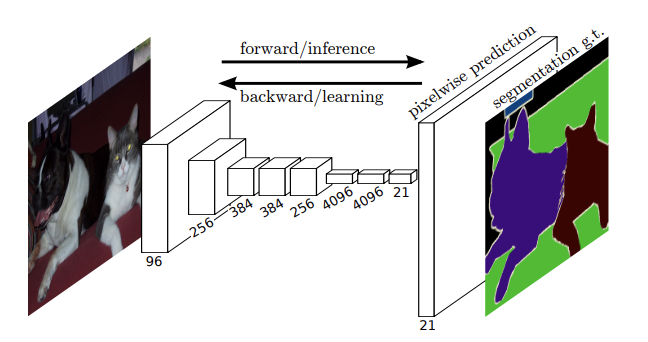 forward/inference
backward/learning
pixelwise prediction
segmentation g.t.
96
256
384
384
256
4096
4096
21
21